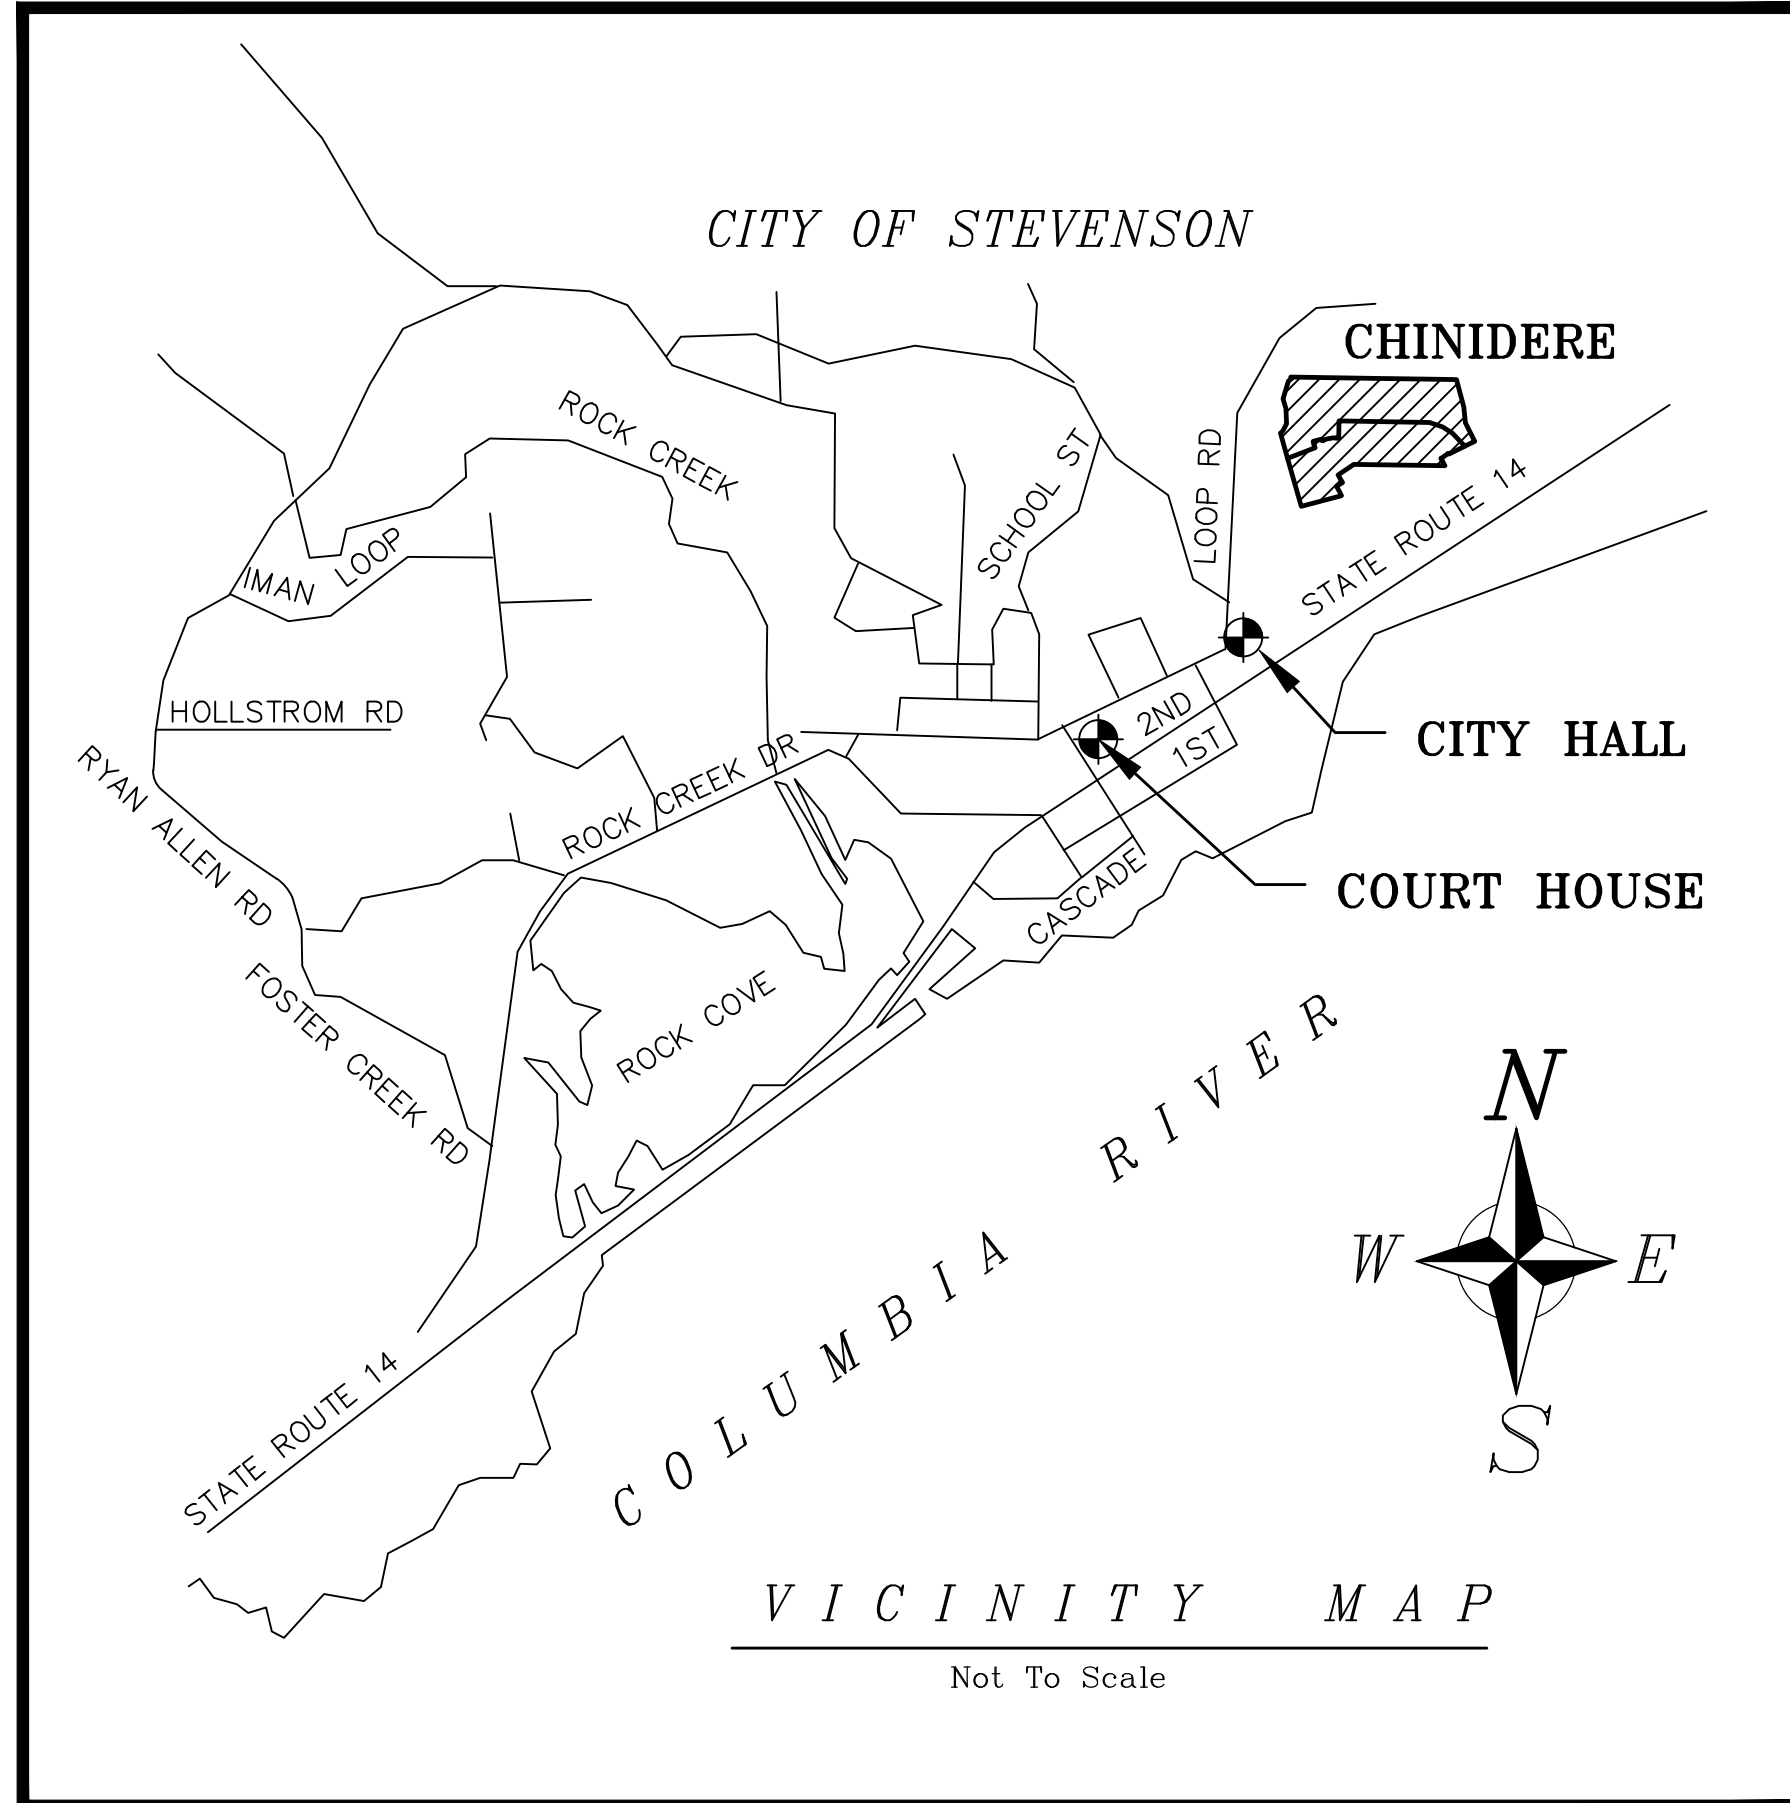 CITY OF STEVENSON
CHINIDERE
ROCK CREEK
SCHOOL ST
LOOP RD
STATE ROUTE 14
IMAN LOOP
HOLLSTROM RD
2ND
1ST
CITY HALL
ROCK CREEK DR
RYAN ALLEN RD
COURT HOUSE
CASCADE
FOSTER CREEK RD
ROCK COVE
COLUMBIA RIVER
N
W
E
S
STATE ROUTE 14
VICINITY MAP
Not To Scale